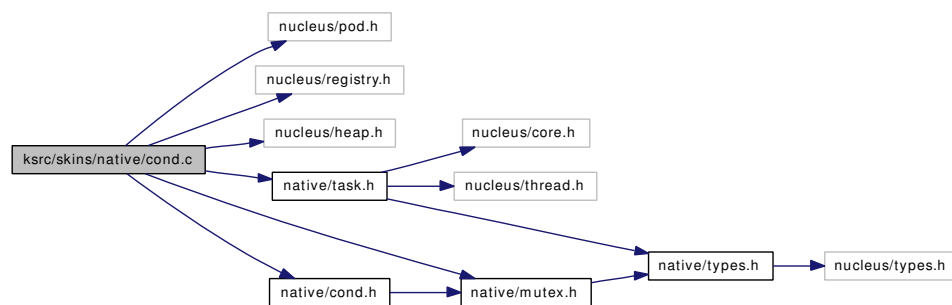 nucleus/pod.h
nucleus/registry.h
nucleus/heap.h
nucleus/core.h
ksrc/skins/native/cond.c
native/task.h
nucleus/thread.h
native/types.h
nucleus/types.h
native/cond.h
native/mutex.h